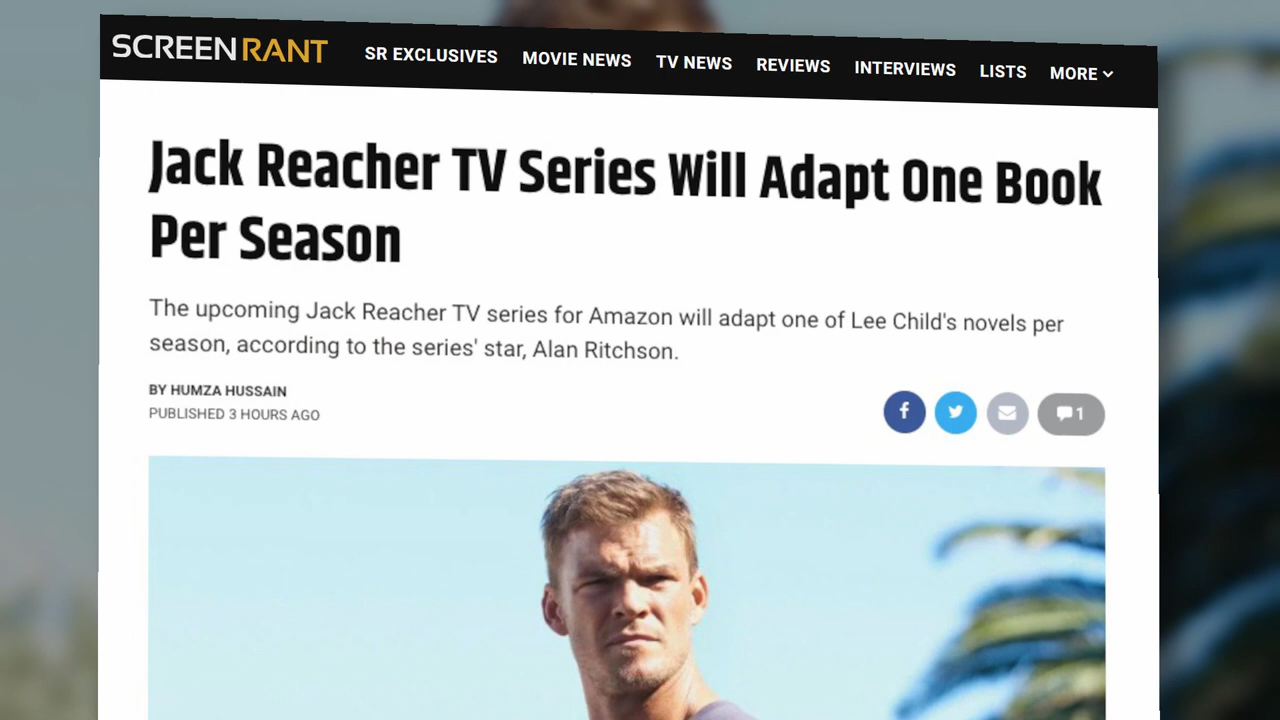 SCREENRANT SR EXCLUSIVES MOVIE NEWS TV NEWS REVIEWS INTERVIEWS LISTS MORE
Jack Reacher TV Series Will Adapt One Book
Per Season
The upcoming Jack Reacher TV series for Amazon will adapt one of Lee Child's novels per
season, according to the series' star, Alan Ritchson.
BY HUMZA HUSSAIN
PUBLISHED 3 HOURS AGO
f 1